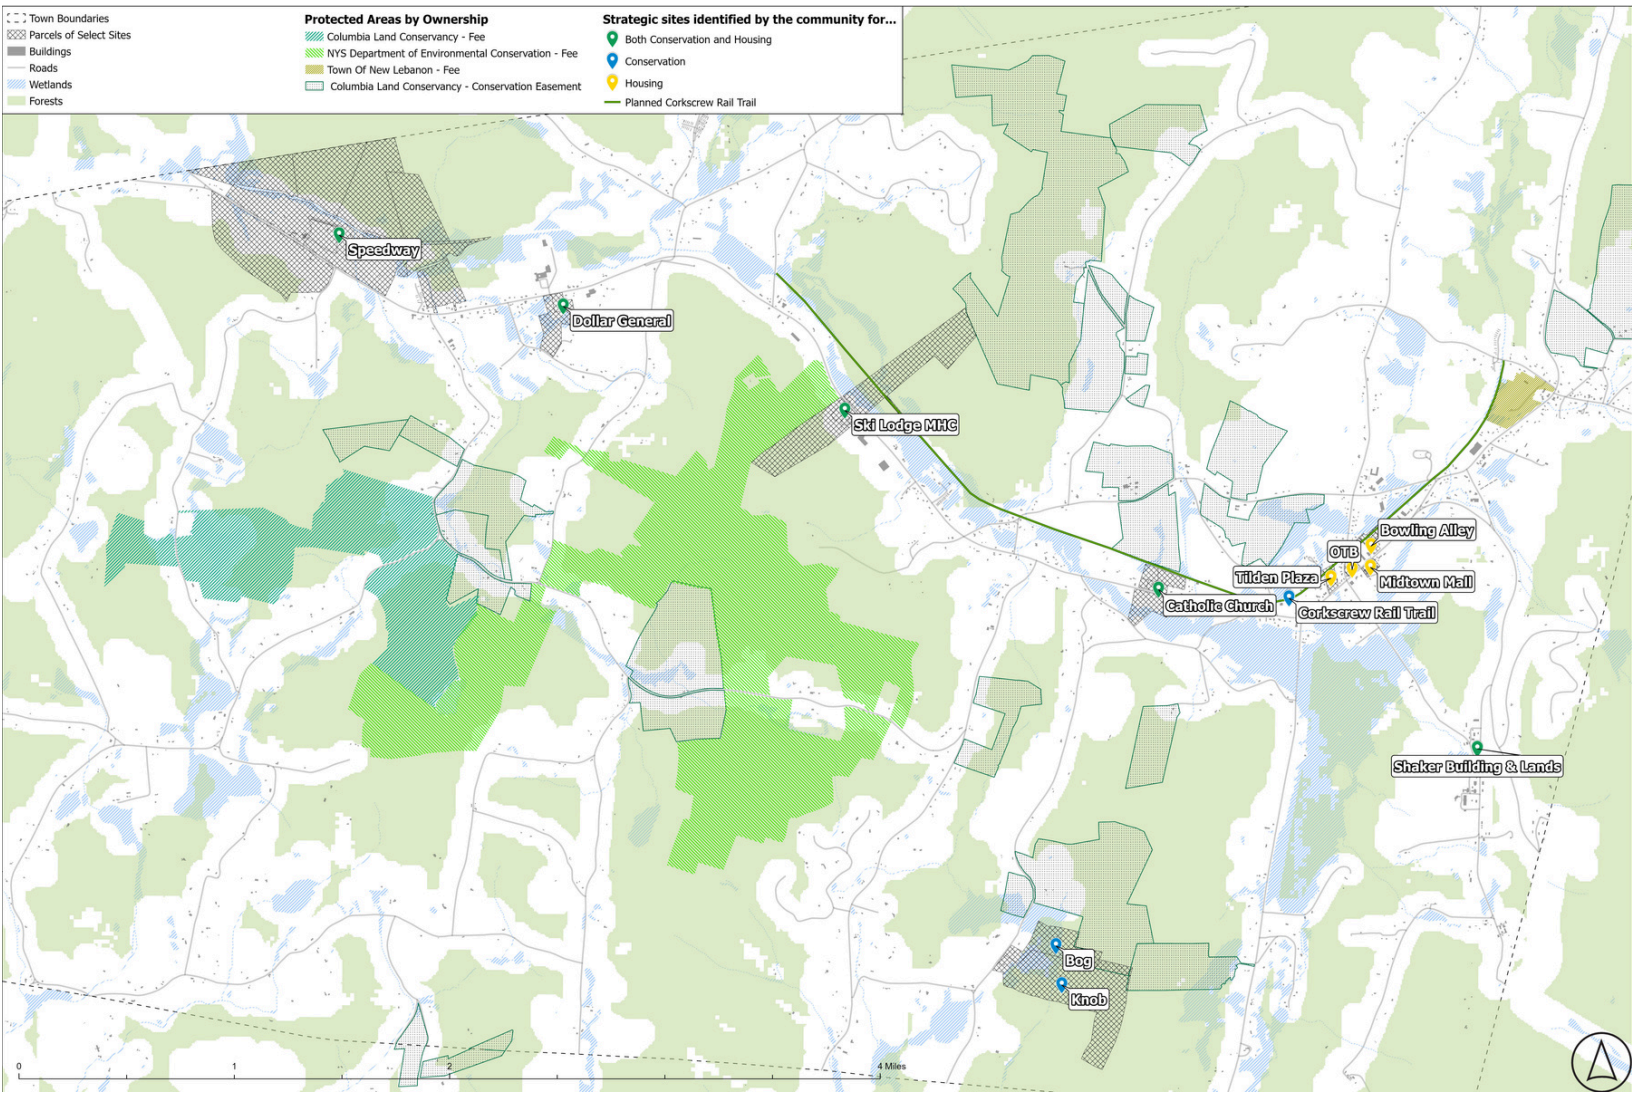 Town Boundaries
Parcels of Select Sites
Buildings
Roads
Wetlands
Forests
Protected Areas by Ownership
Columbia Land Conservancy - Fee
NYS Department of Environmental Conservation - Fee
Town Of New Lebanon - Fee
Columbia Land Conservancy - Conservation Easement
Strategic sites identified by the community for...
Both Conservation and Housing
Conservation
Housing
Planned Corkscrew Rail Trail
Speedway
Dollar General
Ski Lodge MHC
Bowling Alley
OTB
Tilden Plaza
Midtown Mall
Catholic Church
Corkscrew Rail Trail
Shaker Building & Lands
Bog
Knob
0 1 2 4 Miles